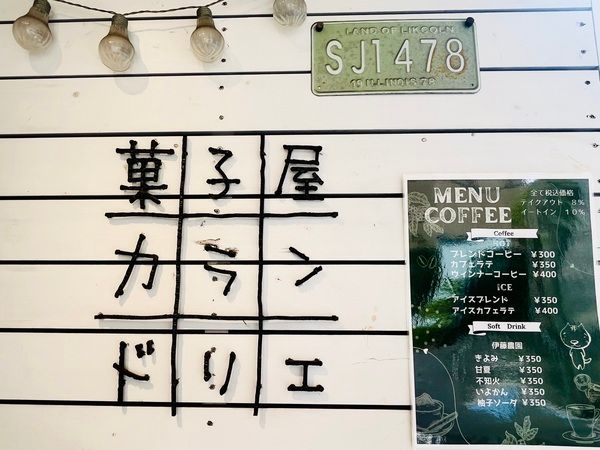 LAND OF LINCOLN
SJ1 478
19 ILLINOIS 78
菓子屋
カラン
ドリエ
MENU
COFFEE
全て税込価格
テイクアウト 8%
イートイン 10%
Coffee
HOT
ブレンドコーヒー ¥300
カフェラテ ¥350
ウィンナーコーヒー ¥400
iCE
アイスブレンド ¥350
アイスカフェラテ ¥400
Soft Drink
伊藤農園
きよみ ¥350
甘夏 ¥350
不知火 ¥350
いよかん ¥350
柚子ソーダ ¥350